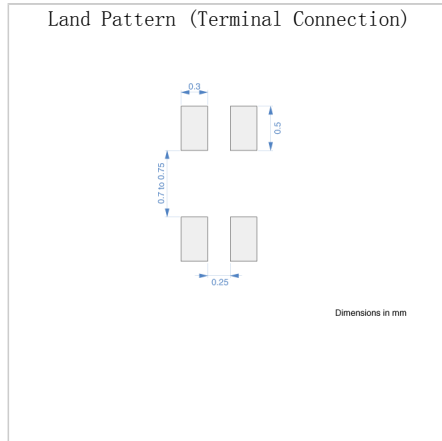 Land Pattern (Terminal Connection)
0.3
0.5
0.7 to 0.75
0.25
Dimensions in mm